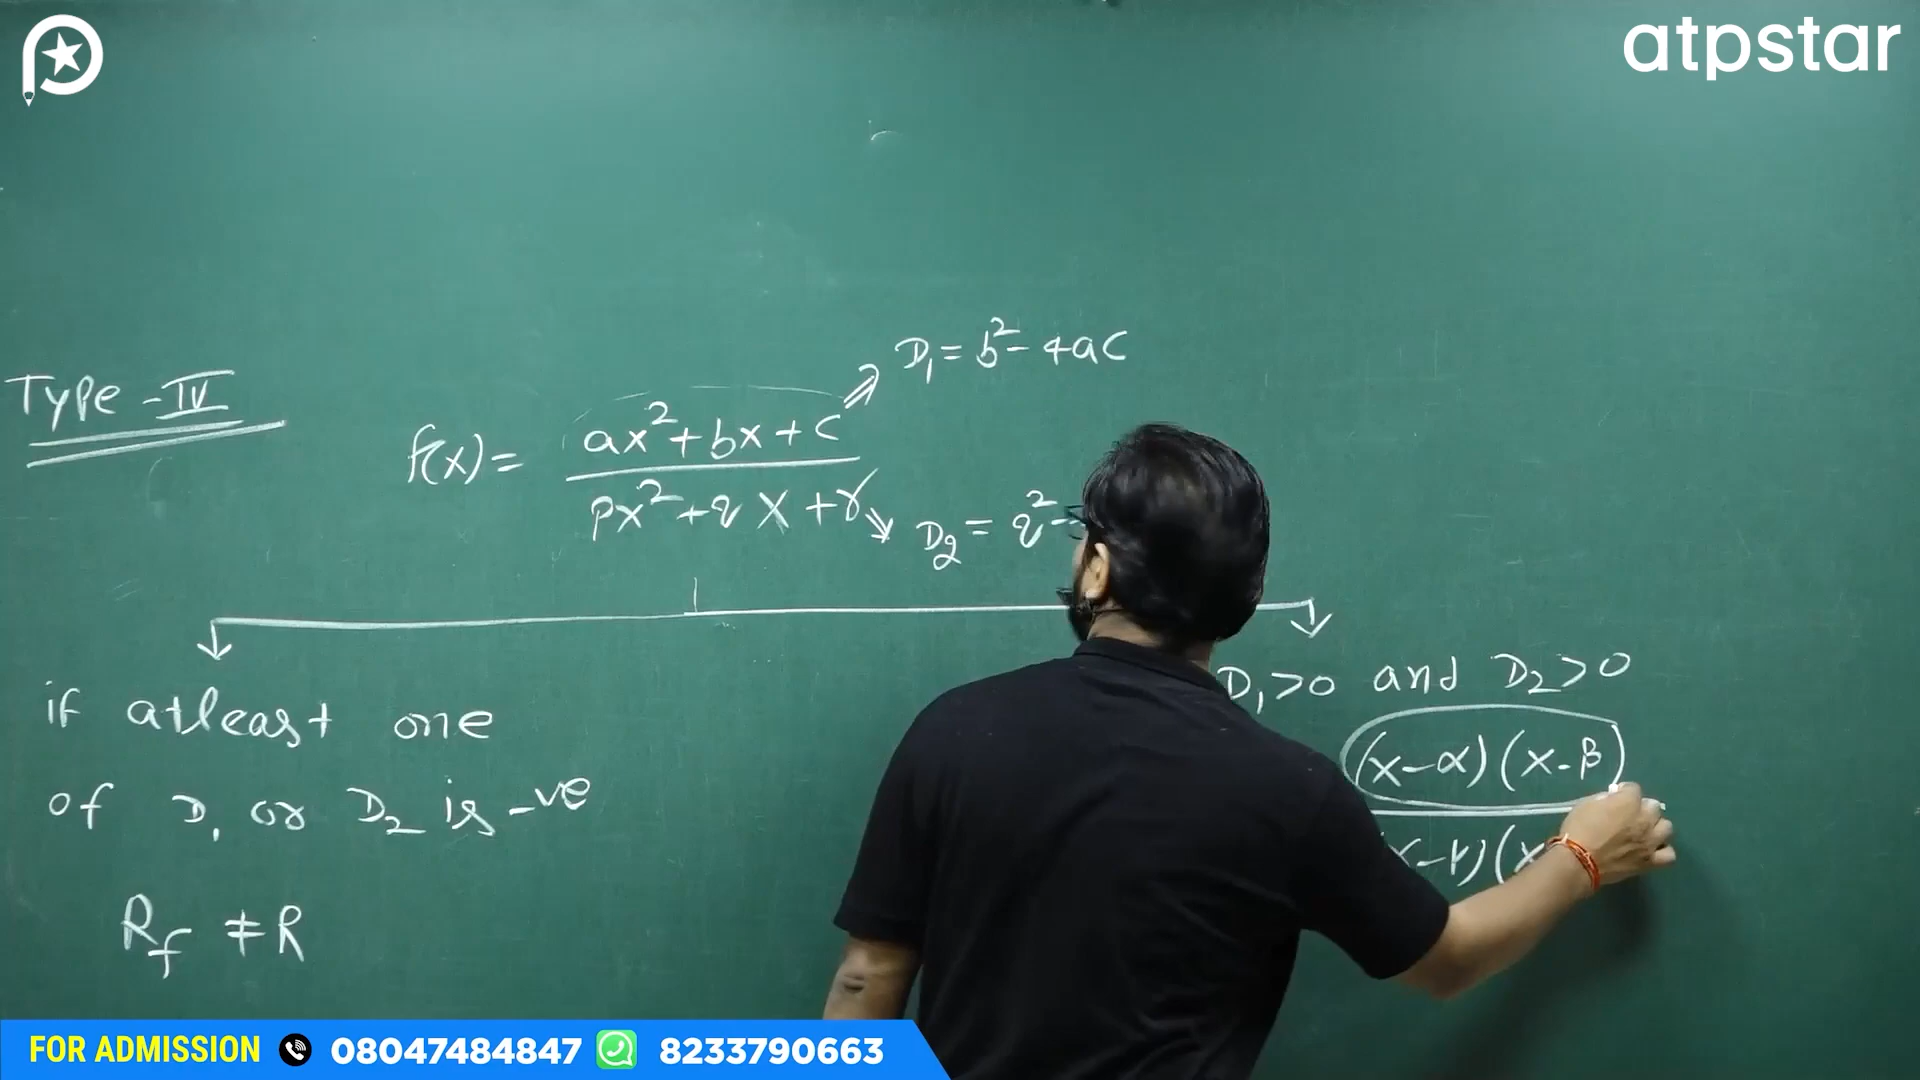 atpstar
D₁ = b² - 4ac
Type - IV
f(x) = ax² + bx + c
px² + qx + r
D₂ = q² -
D₁ > 0 and D₂ > 0
if atleast one
(x-α) (x-β)
of D₁ or D₂ is -ve
Rf ≠ R
FOR ADMISSION 08047484847 8233790663